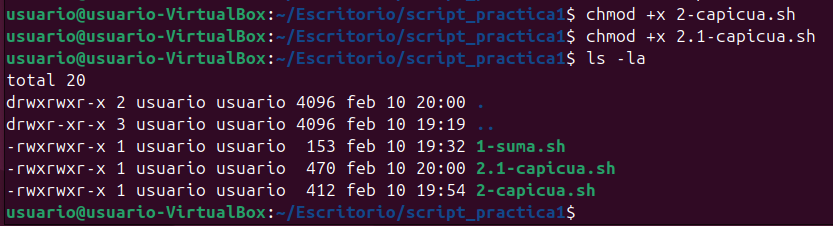 usuario@usuario-VirtualBox:~/Escritorio/script_practica1$ chmod +x 2-capicua.sh
usuario@usuario-VirtualBox:~/Escritorio/script_practica1$ chmod +x 2.1-capicua.sh
usuario@usuario-VirtualBox:~/Escritorio/script_practica1$ ls -la
total 20
drwxrwxr-x 2 usuario usuario 4096 feb 10 20:00 .
drwxr-xr-x 3 usuario usuario 4096 feb 10 19:19 ..
-rwxrwxr-x 1 usuario usuario  153 feb 10 19:32 1-suma.sh
-rwxrwxr-x 1 usuario usuario  470 feb 10 20:00 2.1-capicua.sh
-rwxrwxr-x 1 usuario usuario  412 feb 10 19:54 2-capicua.sh
usuario@usuario-VirtualBox:~/Escritorio/script_practica1$